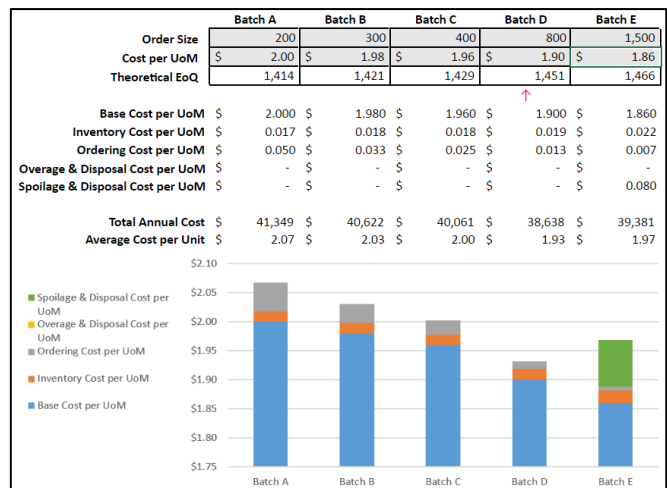 Batch A Batch B Batch C Batch D Batch E
Order Size 200 300 400 800 1,500
Cost per UoM $ 2.00 $ 1.98 $ 1.96 $ 1.90 $ 1.86
Theoretical EoQ 1,414 1,421 1,429 1,451 1,466
↑
Base Cost per UoM $ 2.000 $ 1.980 $ 1.960 $ 1.900 $ 1.860
Inventory Cost per UoM $ 0.017 $ 0.018 $ 0.018 $ 0.019 $ 0.022
Ordering Cost per UoM $ 0.050 $ 0.033 $ 0.025 $ 0.013 $ 0.007
Overage & Disposal Cost per UoM $ - $ - $ - $ - $ -
Spoilage & Disposal Cost per UoM $ - $ - $ - $ - $ 0.080
Total Annual Cost $ 41,349 $ 40,622 $ 40,061 $ 38,638 $ 39,381
Average Cost per Unit $ 2.07 $ 2.03 $ 2.00 $ 1.93 $ 1.97
Spoilage & Disposal Cost per
UoM
Overage & Disposal Cost per
UoM
Ordering Cost per UoM
Inventory Cost per UoM
Base Cost per UoM
$2.10
$2.05
$2.00
$1.95
$1.90
$1.85
$1.80
$1.75
Batch A Batch B Batch C Batch D Batch E